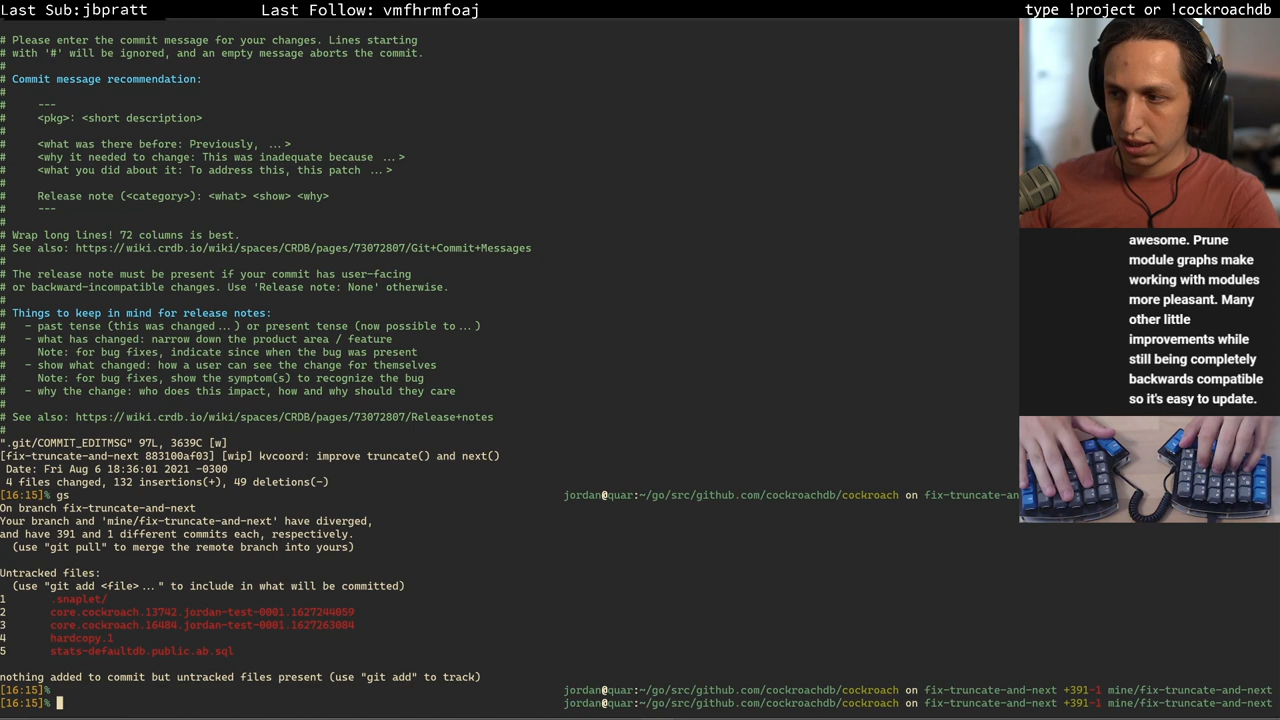 Last Sub:jbpratt
Last Follow: vmfhrmfoaj
type !project or !cockroachdb
# Please enter the commit message for your changes. Lines starting
# with '#' will be ignored, and an empty message aborts the commit.
#
# Commit message recommendation:
#
#     ---
#     <pkg>: <short description>
#
#     <what was there before: Previously, ...>
#     <why it needed to change: This was inadequate because ...>
#     <what you did about it: To address this, this patch ...>
#
#     Release note (<category>): <what> <show> <why>
#     ---
#
# Wrap long lines! 72 columns is best.
# See also: https://wiki.crdb.io/wiki/spaces/CRDB/pages/73072807/Git+Commit+Messages
#
# The release note must be present if your commit has user-facing
# or backward-incompatible changes. Use 'Release note: None' otherwise.
#
# Things to keep in mind for release notes:
#   - past tense (this was changed...) or present tense (now possible to...)
#   - what has changed: narrow down the product area / feature
#     Note: for bug fixes, indicate since when the bug was present
#   - show what changed: how a user can see the change for themselves
#     Note: for bug fixes, show the symptom(s) to recognize the bug
#   - why the change: who does this impact, how and why should they care
#
# See also: https://wiki.crdb.io/wiki/spaces/CRDB/pages/73072807/Release+notes
#
".git/COMMIT_EDITMSG" 97L, 3639C [w]
[fix-truncate-and-next 883100af03] [wip] kvcoord: improve truncate() and next()
 Date: Fri Aug 6 18:36:01 2021 -0300
 4 files changed, 132 insertions(+), 49 deletions(-)
[16:15]% gs jordan@quar:~/go/src/github.com/cockroachdb/cockroach on fix-truncate-an
On branch fix-truncate-and-next
Your branch and 'mine/fix-truncate-and-next' have diverged,
and have 391 and 1 different commits each, respectively.
  (use "git pull" to merge the remote branch into yours)

Untracked files:
  (use "git add <file>..." to include in what will be committed)
1       .snaplet/
2       core.cockroach.13742.jordan-test-0001.1627244059
3       core.cockroach.16484.jordan-test-0001.1627263084
4       hardcopy.1
5       stats-defaultdb.public.ab.sql

nothing added to commit but untracked files present (use "git add" to track)
[16:15]% jordan@quar:~/go/src/github.com/cockroachdb/cockroach on fix-truncate-and-next +391-1 mine/fix-truncate-and-next
[16:15]% jordan@quar:~/go/src/github.com/cockroachdb/cockroach on fix-truncate-and-next +391-1 mine/fix-truncate-and-next
awesome. Prune
module graphs make
working with modules
more pleasant. Many
other little
improvements while
still being completely
backwards compatible
so it's easy to update.